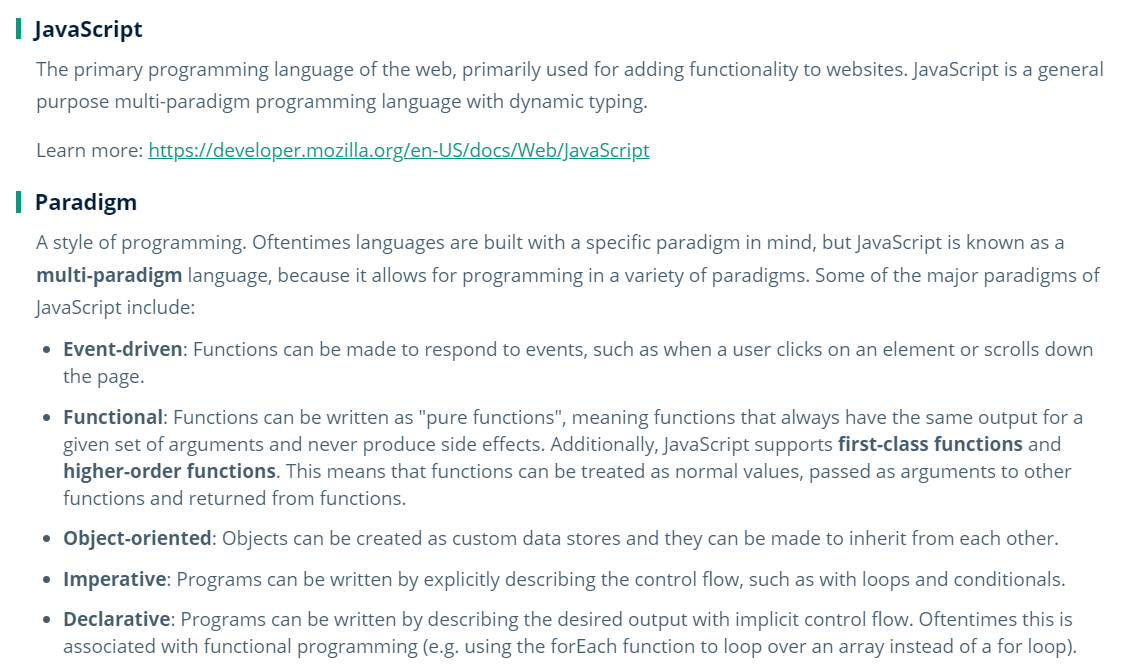 JavaScript
The primary programming language of the web, primarily used for adding functionality to websites. JavaScript is a general
purpose multi-paradigm programming language with dynamic typing.
Learn more: https://developer.mozilla.org/en-US/docs/Web/JavaScript
Paradigm
A style of programming. Oftentimes languages are built with a specific paradigm in mind, but JavaScript is known as a
multi-paradigm language, because it allows for programming in a variety of paradigms. Some of the major paradigms of
JavaScript include:
• Event-driven: Functions can be made to respond to events, such as when a user clicks on an element or scrolls down
the page.
• Functional: Functions can be written as "pure functions", meaning functions that always have the same output for a
given set of arguments and never produce side effects. Additionally, JavaScript supports first-class functions and
higher-order functions. This means that functions can be treated as normal values, passed as arguments to other
functions and returned from functions.
• Object-oriented: Objects can be created as custom data stores and they can be made to inherit from each other.
• Imperative: Programs can be written by explicitly describing the control flow, such as with loops and conditionals.
• Declarative: Programs can be written by describing the desired output with implicit control flow. Oftentimes this is
associated with functional programming (e.g. using the forEach function to loop over an array instead of a for loop).